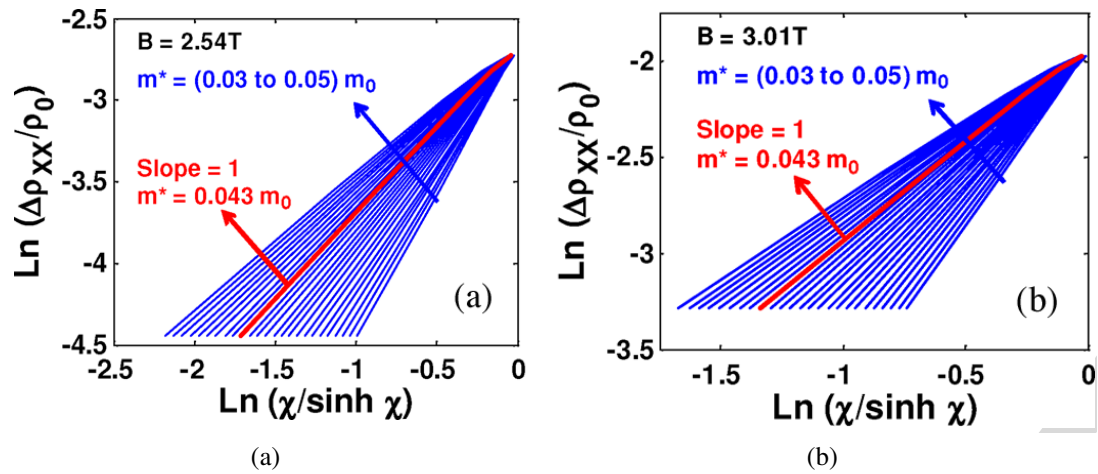 B = 2.54T
m* = (0.03 to 0.05) m0
Slope = 1
m* = 0.043 m0
(a)
Ln (Δρxx/ρ0)
-2.5
-3
-3.5
-4
-4.5
-2.5 -2 -1.5 -1 -0.5 0
Ln (χ/sinh χ)
(a)
B = 3.01T
m* = (0.03 to 0.05) m0
Slope = 1
m* = 0.043 m0
(b)
Ln (Δρxx/ρ0)
-2
-2.5
-3
-3.5
-1.5 -1 -0.5 0
Ln (χ/sinh χ)
(b)